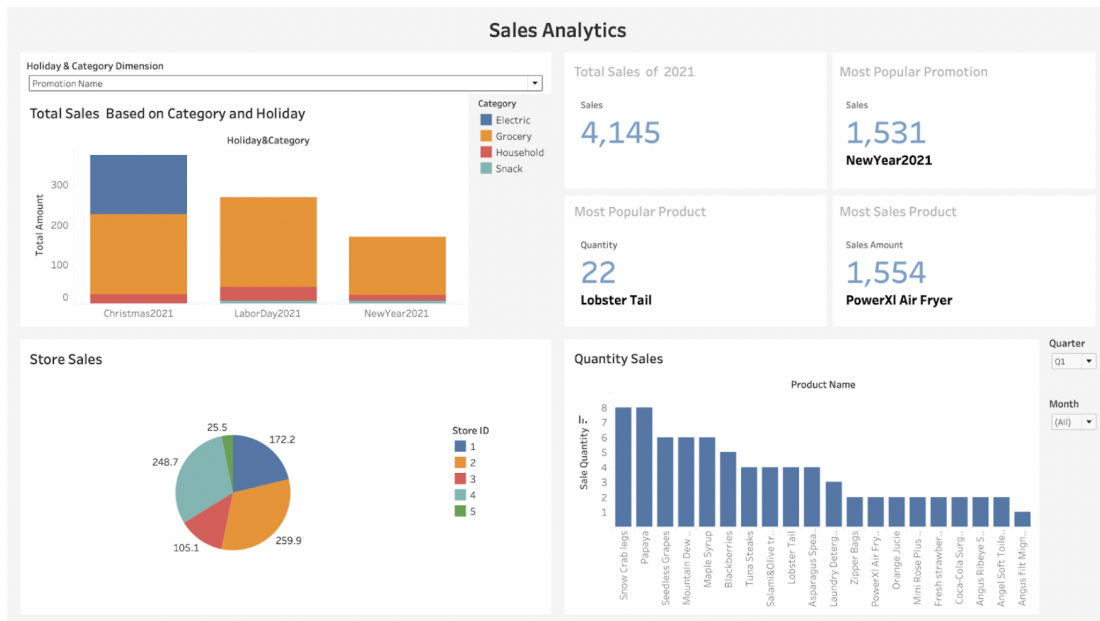 Sales Analytics
Holiday & Category Dimension
Promotion Name
Total Sales Based on Category and Holiday
Holiday&Category
Total Amount
300
200
100
0
Christmas2021
LaborDay2021
NewYear2021
Category
Electric
Grocery
Household
Snack
Total Sales of 2021
Sales
4,145
Most Popular Promotion
Sales
1,531
NewYear2021
Most Popular Product
Quantity
22
Lobster Tail
Most Sales Product
Sales Amount
1,554
PowerXl Air Fryer
Store Sales
25.5
172.2
248.7
105.1
259.9
Store ID
1
2
3
4
5
Quantity Sales
Product Name
Sale Quantity
8
7
6
5
4
3
2
1
Snow Crab legs
Papaya
Seedless Grapes
Mountain Dew ..
Maple Syrup
Blackberries
Tuna Steaks
Salami&Olive tr..
Lobster Tail
Asparagus Spea..
Laundry Deterg..
Zipper Bags
PowerXl Air Fry..
Orange Jucie
Mini Rose Plus ..
Fresh strawber..
Coca-Cola Surg..
Angus Ribeye S..
Angel Soft Toile..
Angus filt Mign..
Quarter
Q1
Month
(All)